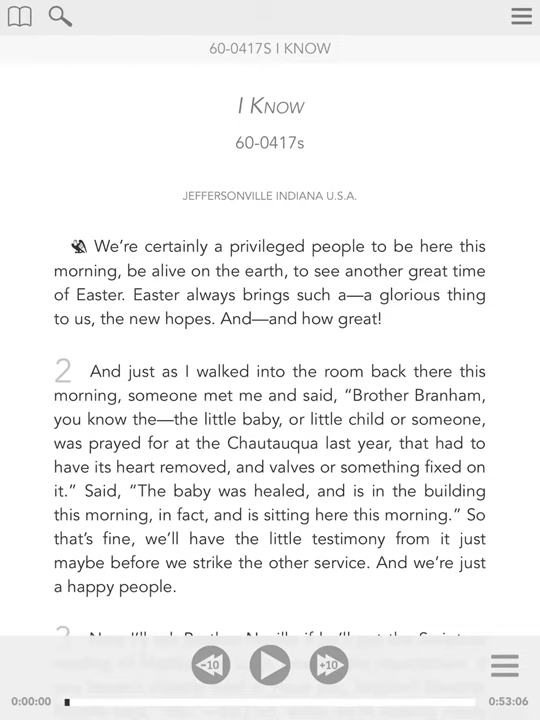 60-0417S I KNOW
I KNOW
60-0417s
JEFFERSONVILLE INDIANA U.S.A.
We're certainly a privileged people to be here this
morning, be alive on the earth, to see another great time
of Easter. Easter always brings such a—a glorious thing
to us, the new hopes. And—and how great!
2 And just as I walked into the room back there this
morning, someone met me and said, “Brother Branham,
you know the—the little baby, or little child or someone,
was prayed for at the Chautauqua last year, that had to
have its heart removed, and valves or something fixed on
it.” Said, “The baby was healed, and is in the building
this morning, in fact, and is sitting here this morning.” So
that's fine, we'll have the little testimony from it just
maybe before we strike the other service. And we're just
a happy people.
-10 +10
0:00:00 0:53:06